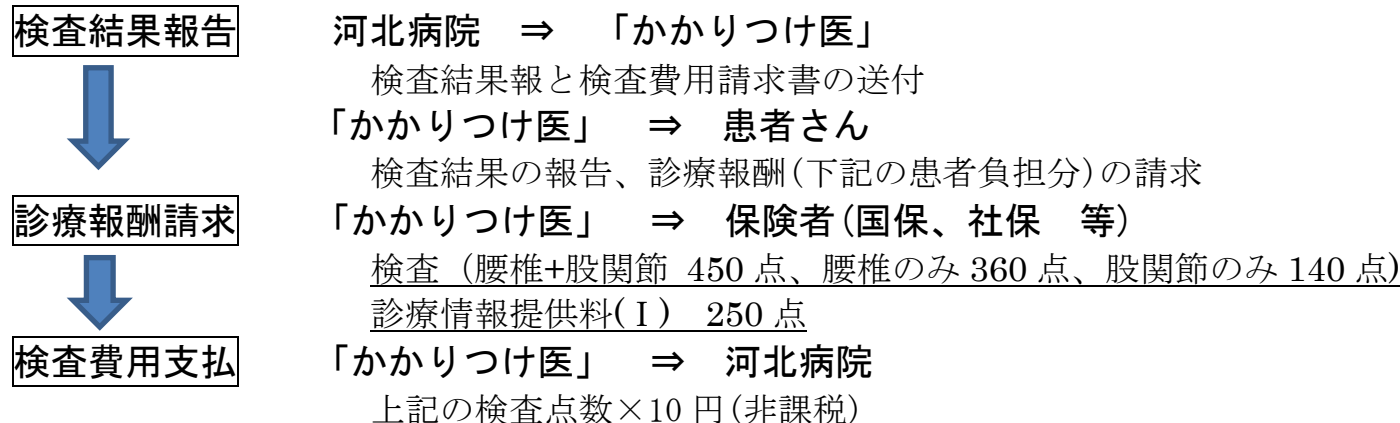 検査結果報告 河北病院 ⇒ 「かかりつけ医」
検査結果報と検査費用請求書の送付
「かかりつけ医」 ⇒ 患者さん
検査結果の報告、診療報酬(下記の患者負担分)の請求
診療報酬請求 「かかりつけ医」 ⇒ 保険者(国保、社保 等)
検査 (腰椎+股関節 450点、腰椎のみ360点、股関節のみ140点)
診療情報提供料(Ⅰ) 250点
検査費用支払 「かかりつけ医」 ⇒ 河北病院
上記の検査点数×10円(非課税)